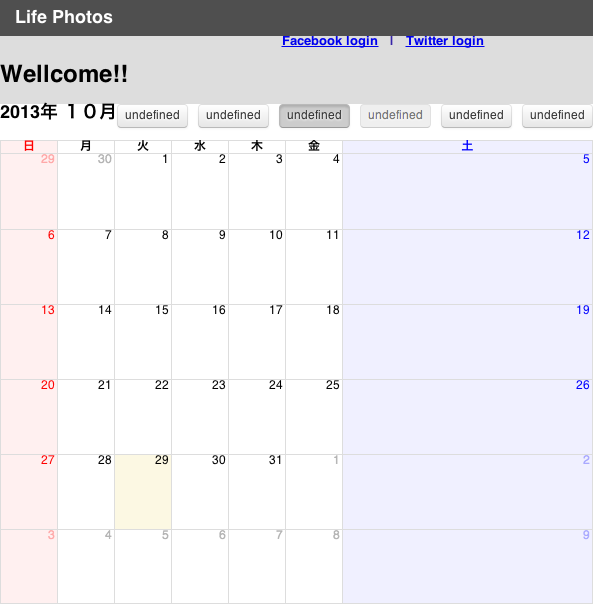 Life Photos
Facebook login | Twitter login
Wellcome!!
2013年 １０月 undefined undefined undefined undefined undefined undefined
日 月 火 水 木 金 土
29 30 1 2 3 4 5
6 7 8 9 10 11 12
13 14 15 16 17 18 19
20 21 22 23 24 25 26
27 28 29 30 31 1 2
3 4 5 6 7 8 9